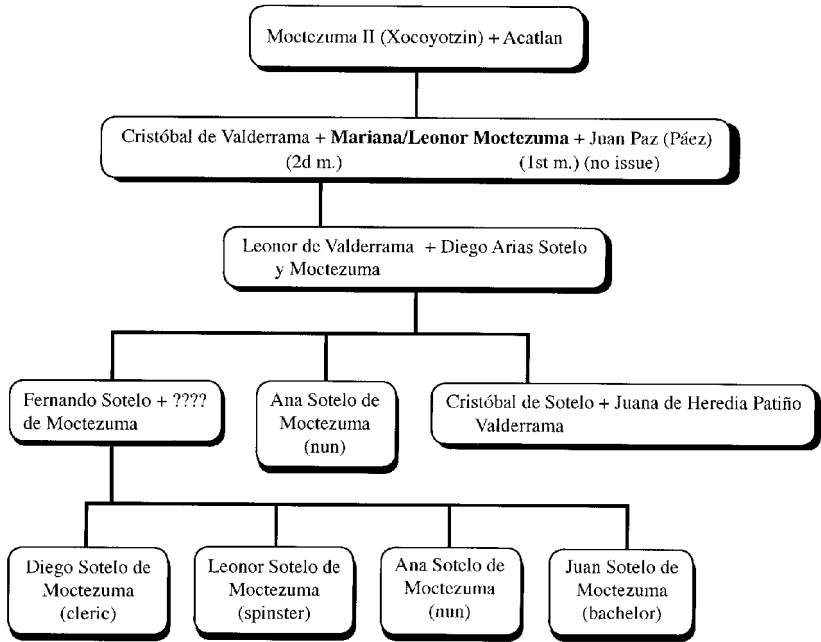 Moctezuma II (Xocoyotzin) + Acatlan
Cristóbal de Valderrama + Mariana/Leonor Moctezuma + Juan Paz (Páez)
(2d m.) (1st m.) (no issue)
Leonor de Valderrama + Diego Arias Sotelo
y Moctezuma
Fernando Sotelo + ????
de Moctezuma
Ana Sotelo de
Moctezuma
(nun)
Cristóbal de Sotelo + Juana de Heredia Patiño
Valderrama
Diego Sotelo de
Moctezuma
(cleric)
Leonor Sotelo de
Moctezuma
(spinster)
Ana Sotelo de
Moctezuma
(nun)
Juan Sotelo de
Moctezuma
(bachelor)